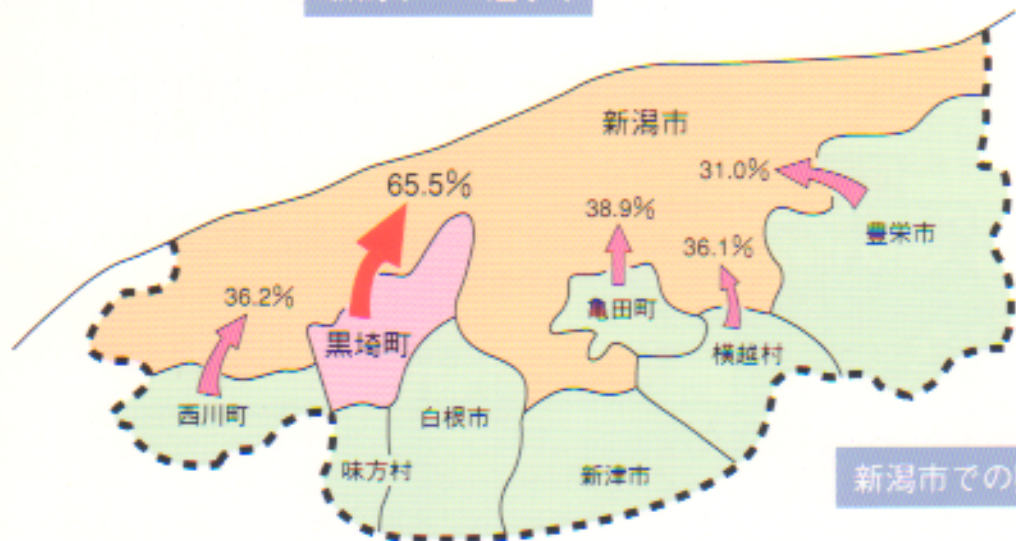 新潟市
65.5%
31.0%
38.9%
豊栄市
36.1%
36.2%
亀田町
黒埼町
横越村
西川町
白根市
味方村
新津市
新潟市での